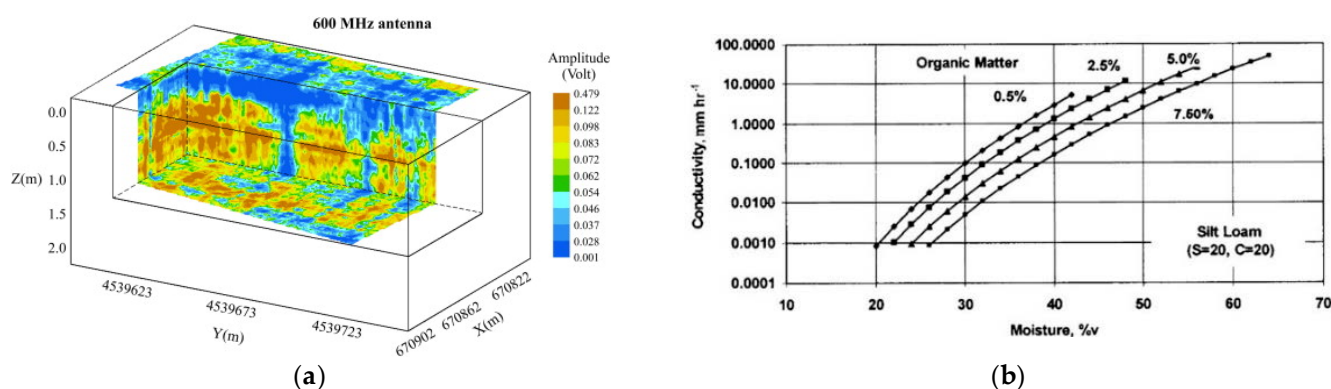 600 MHz antenna
Amplitude
(Volt)
0.479
0.122
0.098
0.083
0.072
0.062
0.054
0.046
0.037
0.028
0.001
0.0
0.5
Z(m) 1.0
1.5
2.0
4539623
4539673
4539723
Y(m)
670902
670862
670822
X(m)
(a)
100.0000
10.0000
1.0000
0.1000
0.0100
0.0010
0.0001
Conductivity, mm hr⁻¹
Organic Matter
0.5%
2.5%
5.0%
7.50%
Silt Loam
(S=20, C=20)
10 20 30 40 50 60 70
Moisture, %v
(b)